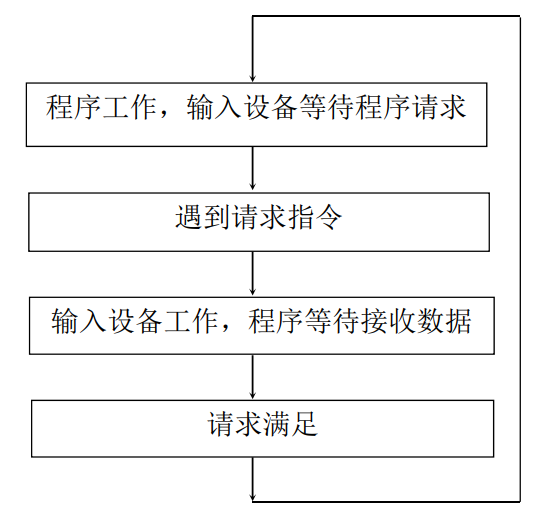 程序工作，输入设备等待程序请求
遇到请求指令
输入设备工作，程序等待接收数据
请求满足